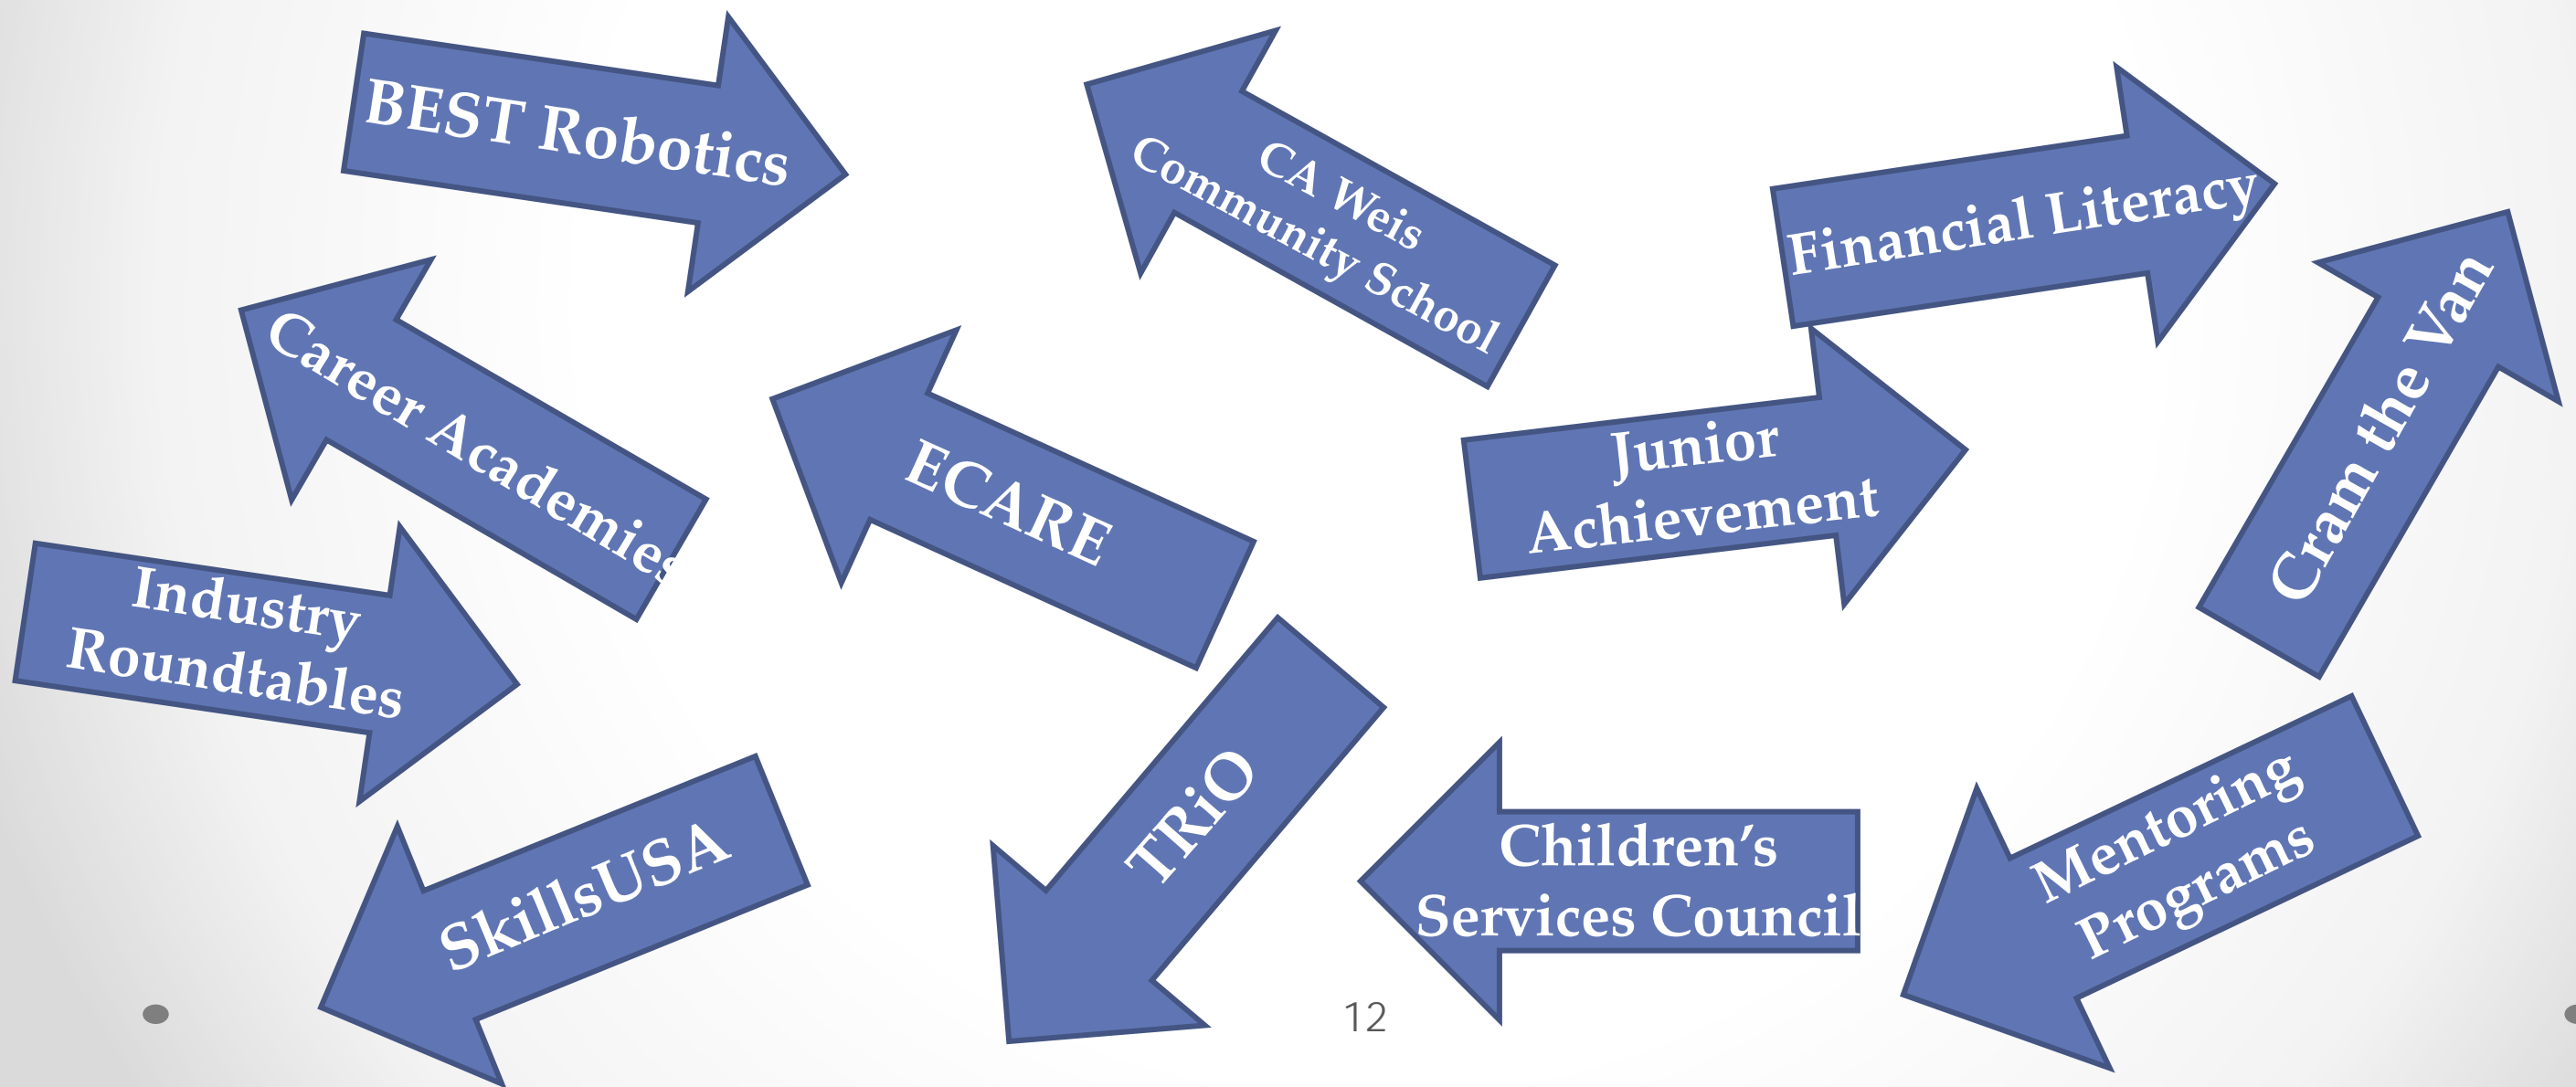 BEST Robotics
CA Weis
Community School
Financial Literacy
Career Academies
ECARE
Junior
Achievement
Cram the Van
Industry
Roundtables
SkillsUSA
TRiO
Children’s
Services Council
Mentoring
Programs
12